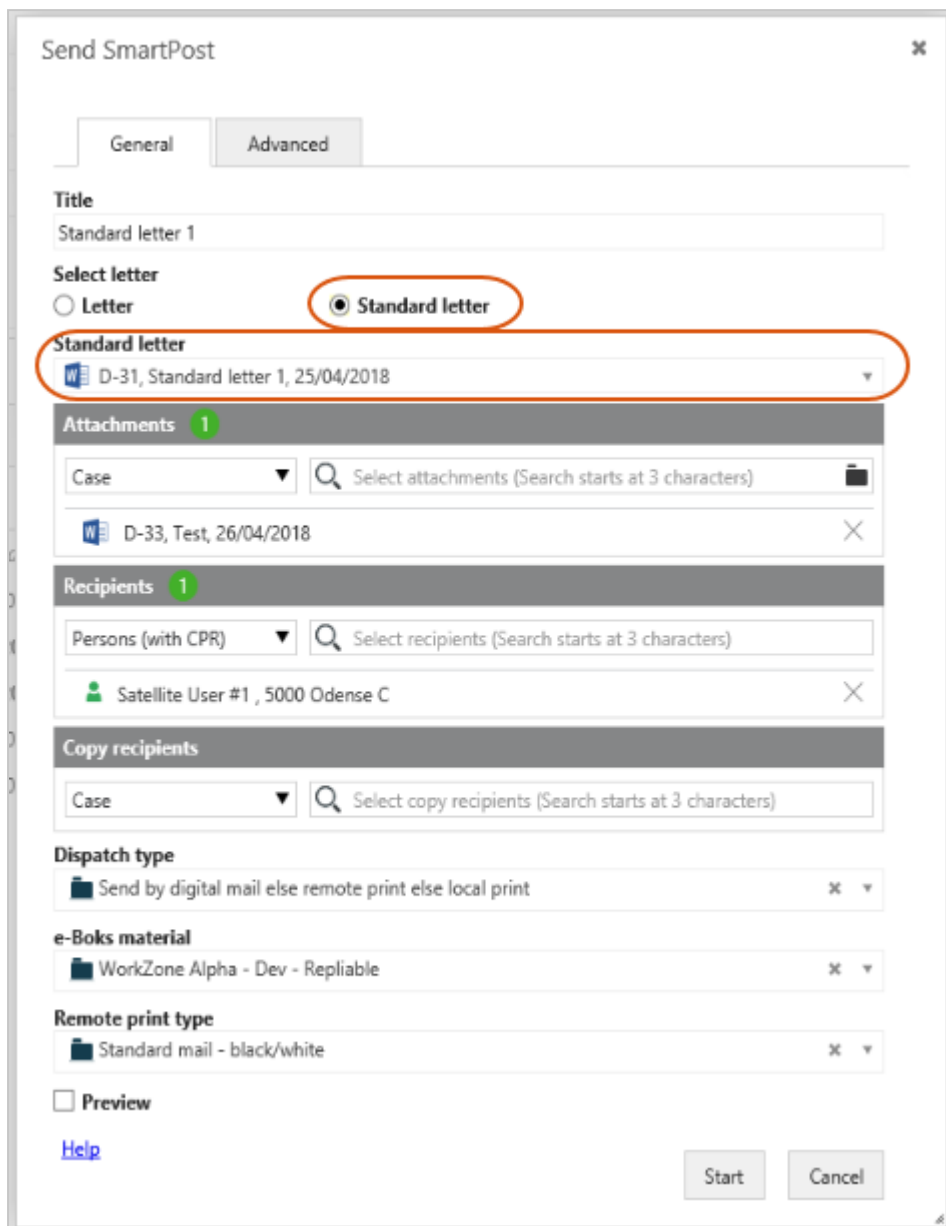 Send SmartPost
General Advanced
Title
Standard letter 1
Select letter
Letter Standard letter
Standard letter
D-31, Standard letter 1, 25/04/2018
Attachments 1
Case Select attachments (Search starts at 3 characters)
D-33, Test, 26/04/2018
Recipients 1
Persons (with CPR) Select recipients (Search starts at 3 characters)
Satellite User #1 , 5000 Odense C
Copy recipients
Case Select copy recipients (Search starts at 3 characters)
Dispatch type
Send by digital mail else remote print else local print
e-Boks material
WorkZone Alpha - Dev - Repliable
Remote print type
Standard mail - black/white
Preview
Help
Start Cancel